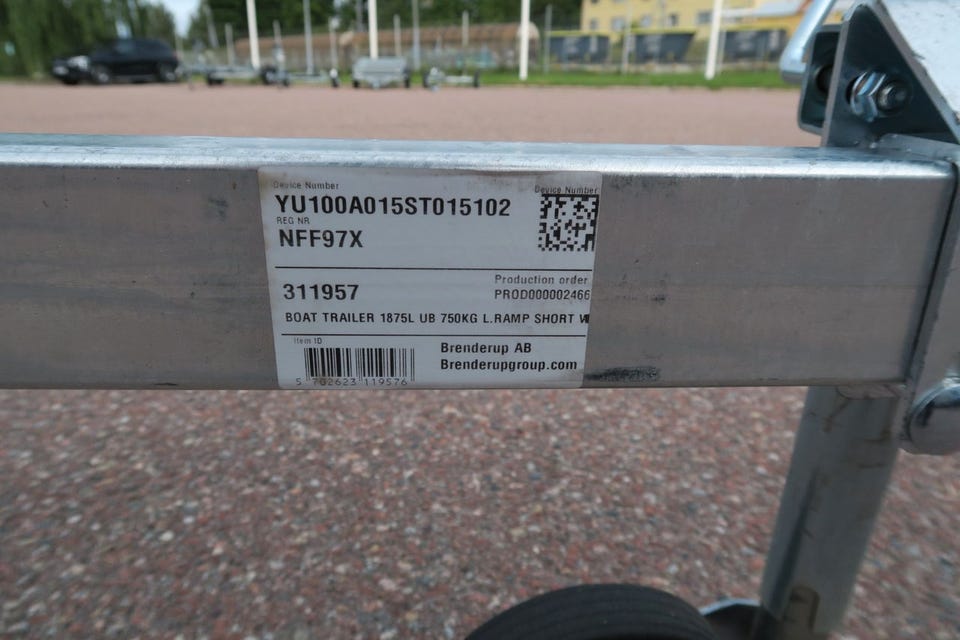 Device Number
Device Number
YU100A015ST015102
REG NR
NFF97X
Production order
311957
PROD000002466
BOAT TRAILER 1875L UB 750KG L.RAMP SHORT
Item ID
Brenderup AB
Brenderupgroup.com
5 702623 119576